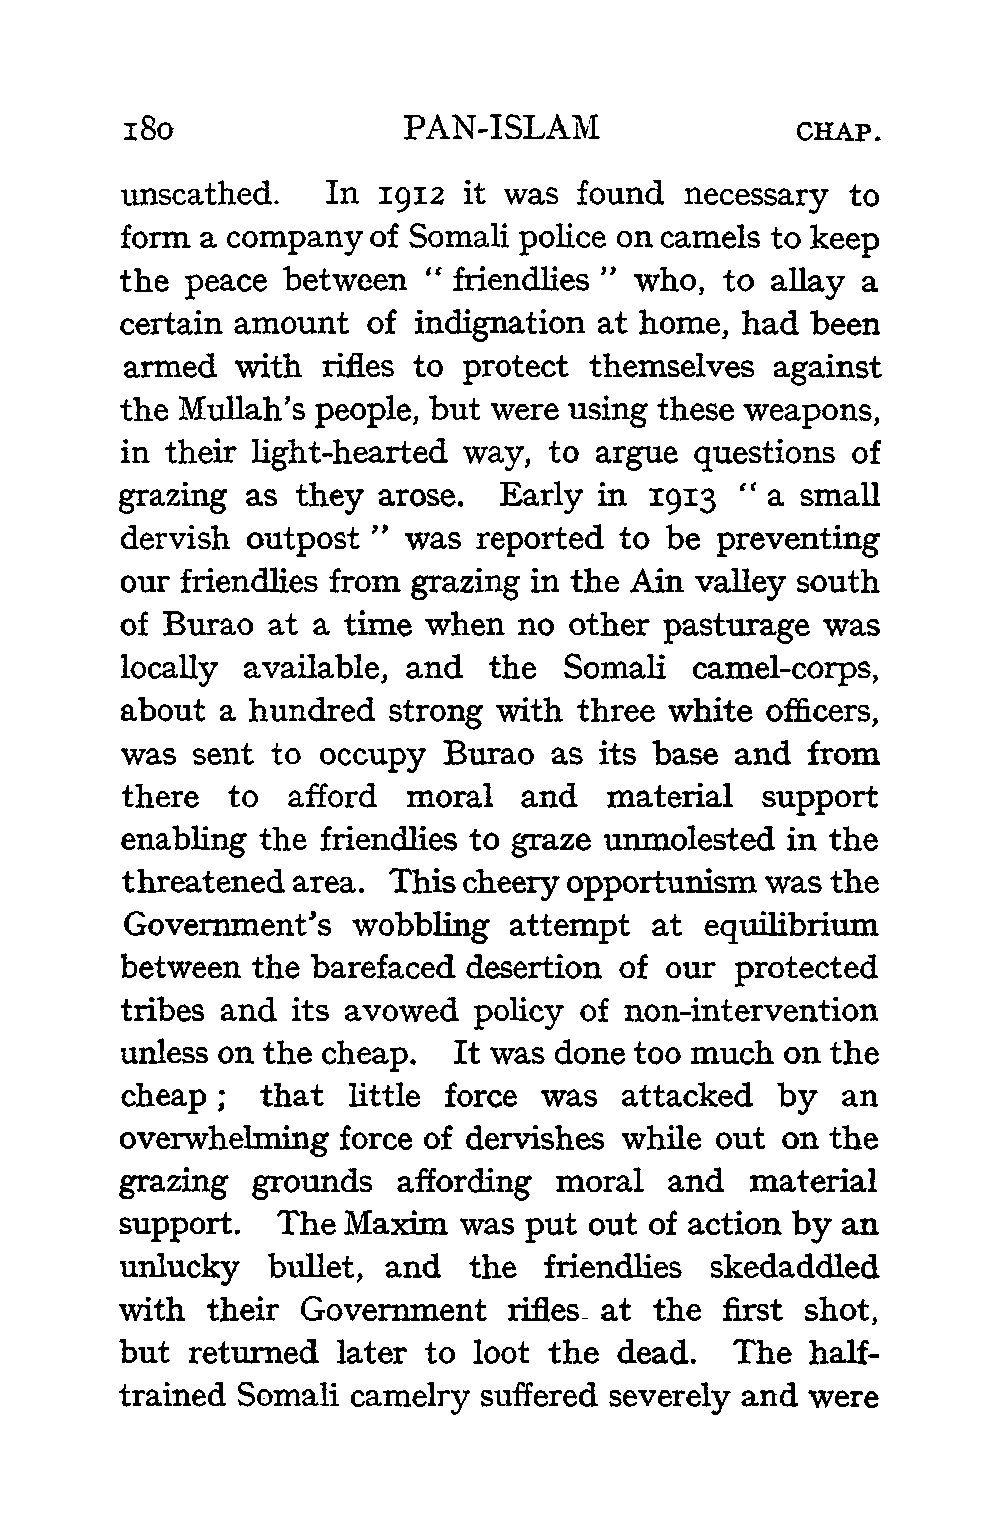 180 PAN-ISLAM CHAP.
unscathed. In 1912 it was found necessary to
form a company of Somali police on camels to keep
the peace between “ friendlies ” who, to allay a
certain amount of indignation at home, had been
armed with rifles to protect themselves against
the Mullah’s people, but were using these weapons,
in their light-hearted way, to argue questions of
grazing as they arose. Early in 1913 “ a small
dervish outpost ” was reported to be preventing
our friendlies from grazing in the Ain valley south
of Burao at a time when no other pasturage was
locally available, and the Somali camel-corps,
about a hundred strong with three white officers,
was sent to occupy Burao as its base and from
there to afford moral and material support
enabling the friendlies to graze unmolested in the
threatened area. This cheery opportunism was the
Government’s wobbling attempt at equilibrium
between the barefaced desertion of our protected
tribes and its avowed policy of non-intervention
unless on the cheap. It was done too much on the
cheap ; that little force was attacked by an
overwhelming force of dervishes while out on the
grazing grounds affording moral and material
support. The Maxim was put out of action by an
unlucky bullet, and the friendlies skedaddled
with their Government rifles at the first shot,
but returned later to loot the dead. The half-
trained Somali camelry suffered severely and were